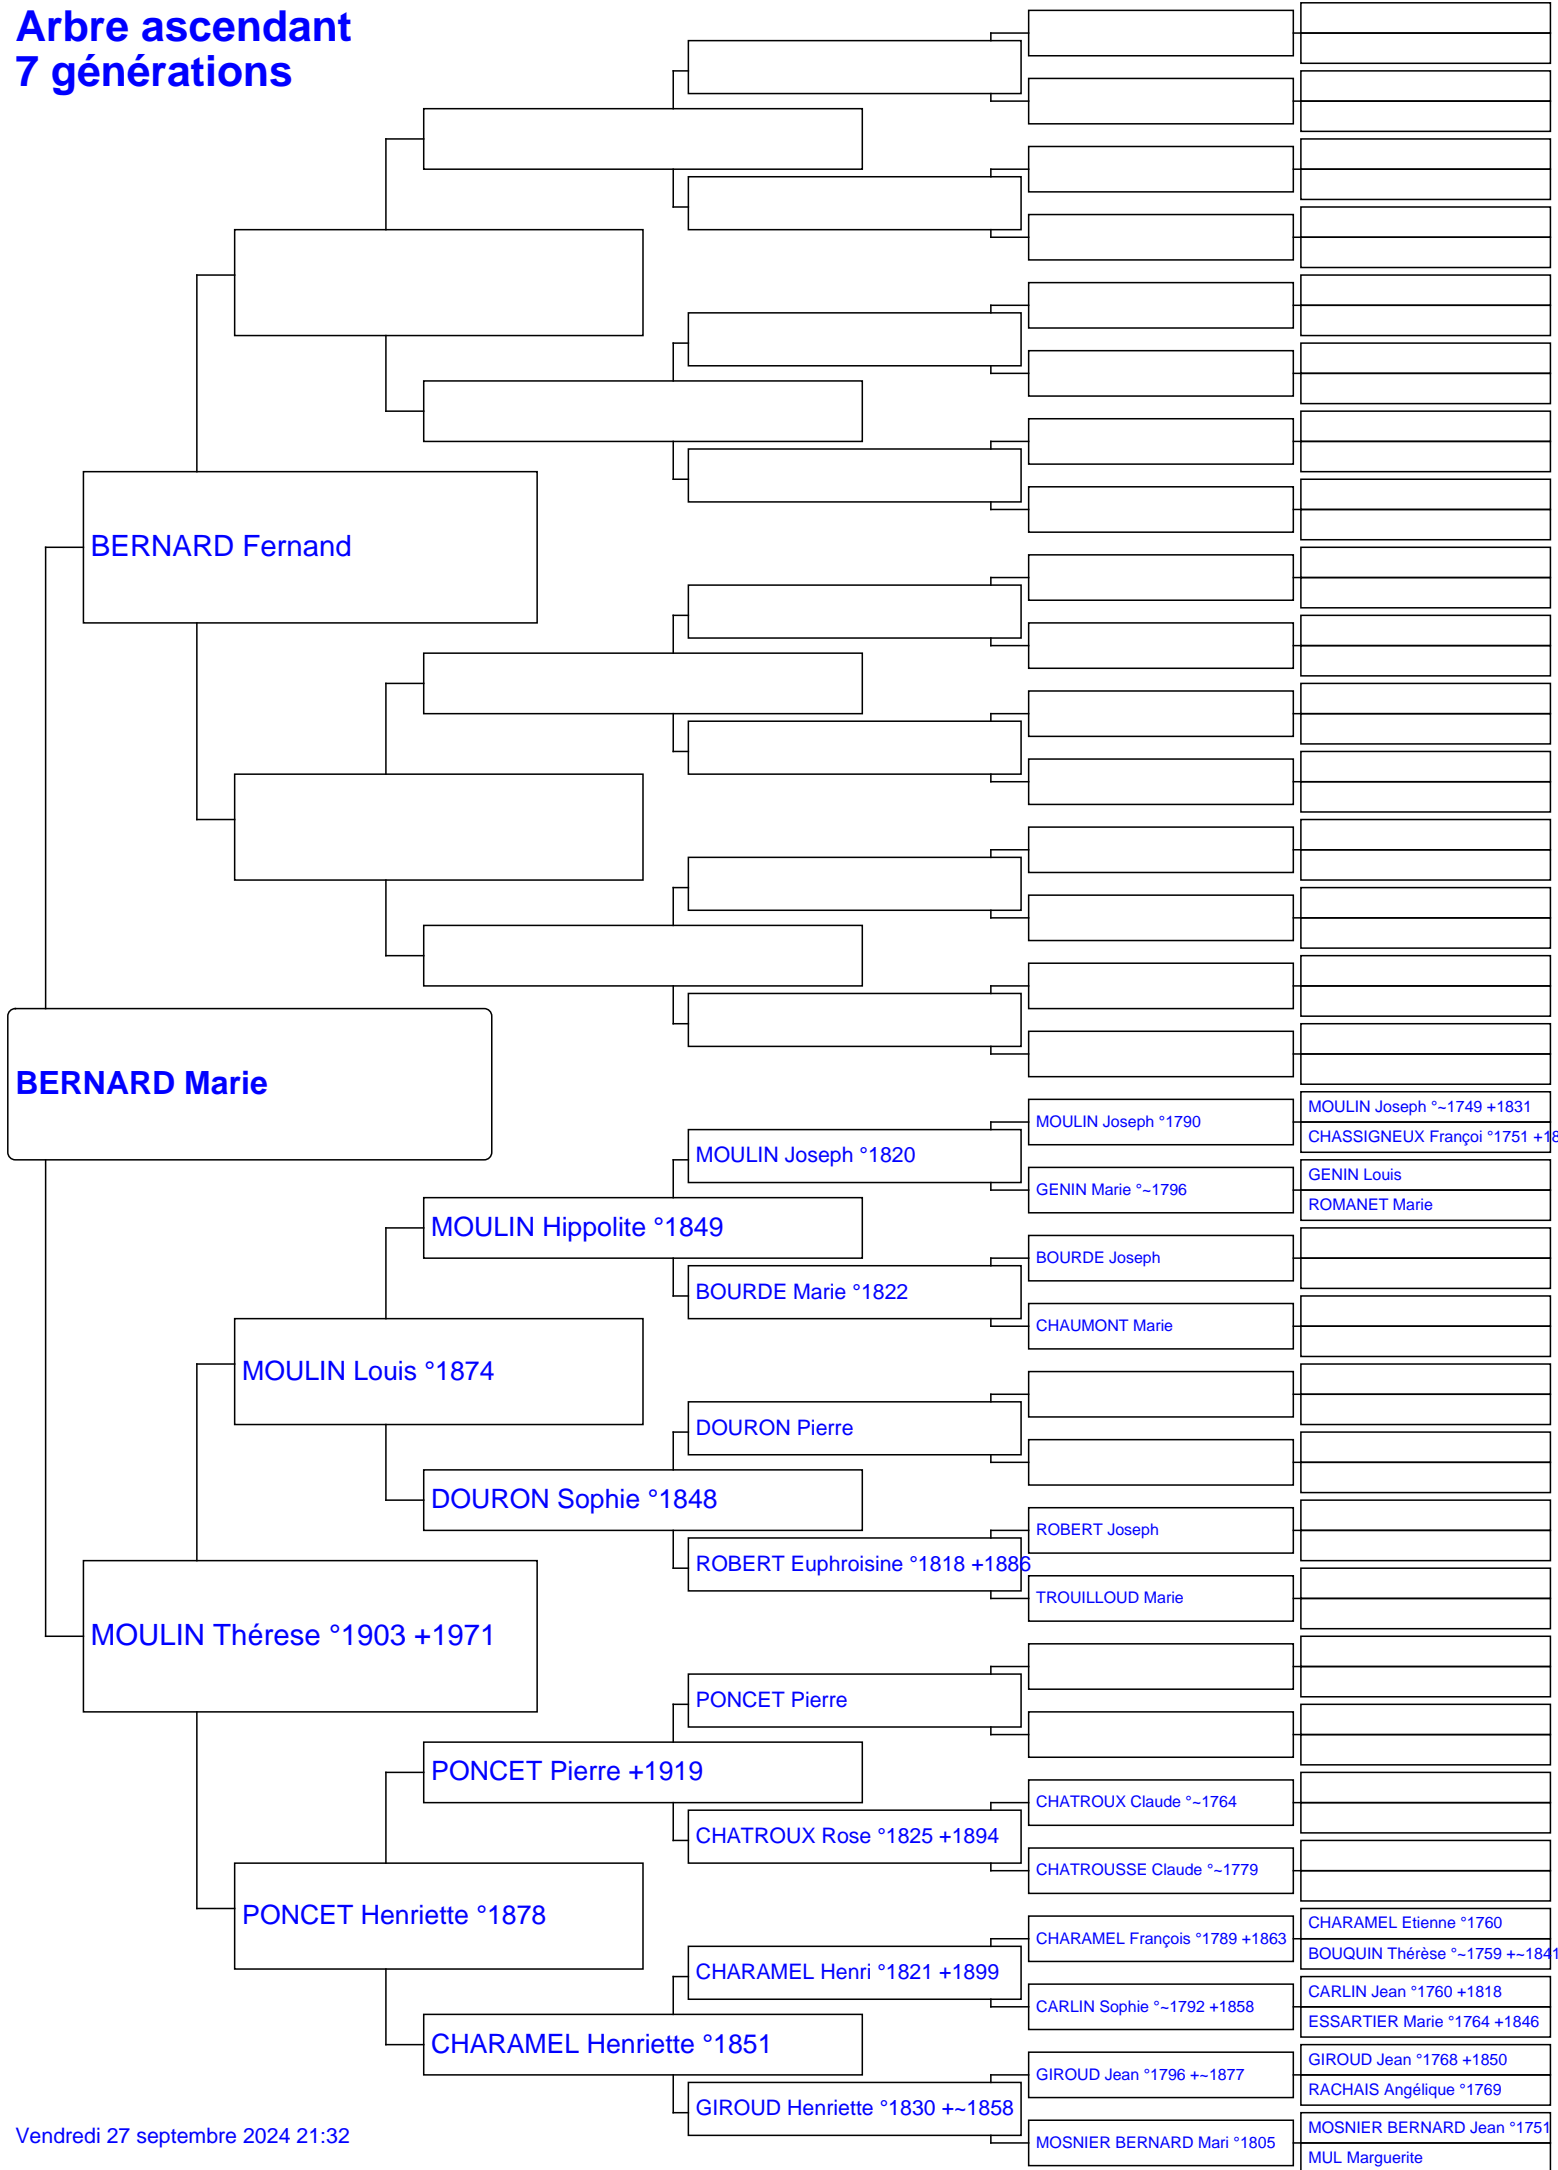 Arbre ascendant
7 générations
BERNARD Fernand
BERNARD Marie
MOULIN Joseph °1790
MOULIN Joseph °~1749 +1831
CHASSIGNEUX Françoi °1751 +18
MOULIN Joseph °1820
GENIN Marie °~1796
GENIN Louis
ROMANET Marie
MOULIN Hippolite °1849
BOURDE Joseph
BOURDE Marie °1822
CHAUMONT Marie
MOULIN Louis °1874
DOURON Pierre
DOURON Sophie °1848
ROBERT Joseph
ROBERT Euphroisine °1818 +1886
TROUILLOUD Marie
MOULIN Thérese °1903 +1971
PONCET Pierre
PONCET Pierre +1919
CHATROUX Claude °~1764
CHATROUX Rose °1825 +1894
CHATROUSSE Claude °~1779
PONCET Henriette °1878
CHARAMEL François °1789 +1863
CHARAMEL Etienne °1760
BOUQUIN Thérèse °~1759 +~1841
CHARAMEL Henri °1821 +1899
CARLIN Sophie °~1792 +1858
CARLIN Jean °1760 +1818
ESSARTIER Marie °1764 +1846
CHARAMEL Henriette °1851
GIROUD Jean °1796 +~1877
GIROUD Jean °1768 +1850
RACHAIS Angélique °1769
GIROUD Henriette °1830 +~1858
MOSNIER BERNARD Mari °1805
MOSNIER BERNARD Jean °1751
MUL Marguerite
Vendredi 27 septembre 2024 21:32